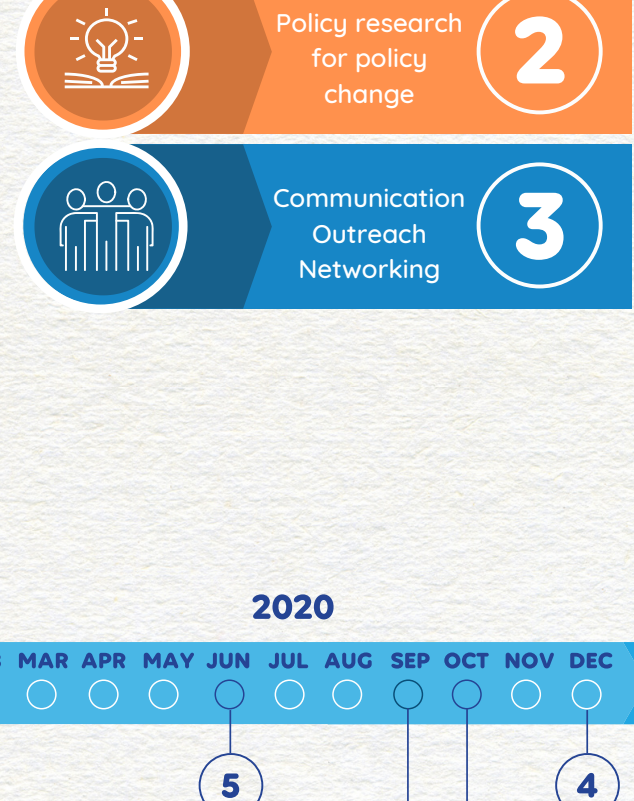 Policy research
for policy
change
2
Communication
Outreach
Networking
3
2020
MAR APR MAY JUN JUL AUG SEP OCT NOV DEC
5
4